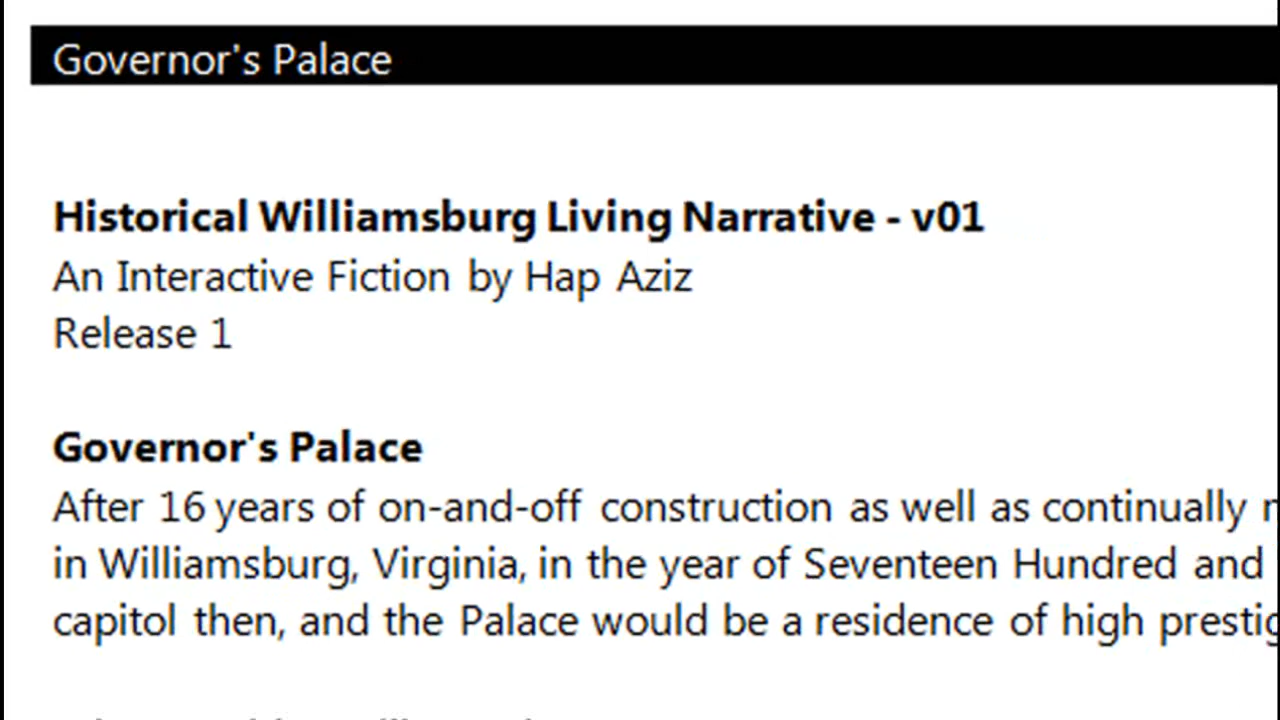 Governor's Palace
Historical Williamsburg Living Narrative - v01
An Interactive Fiction by Hap Aziz
Release 1
Governor's Palace
After 16 years of on-and-off construction as well as continually
in Williamsburg, Virginia, in the year of Seventeen Hundred and
capitol then, and the Palace would be a residence of high